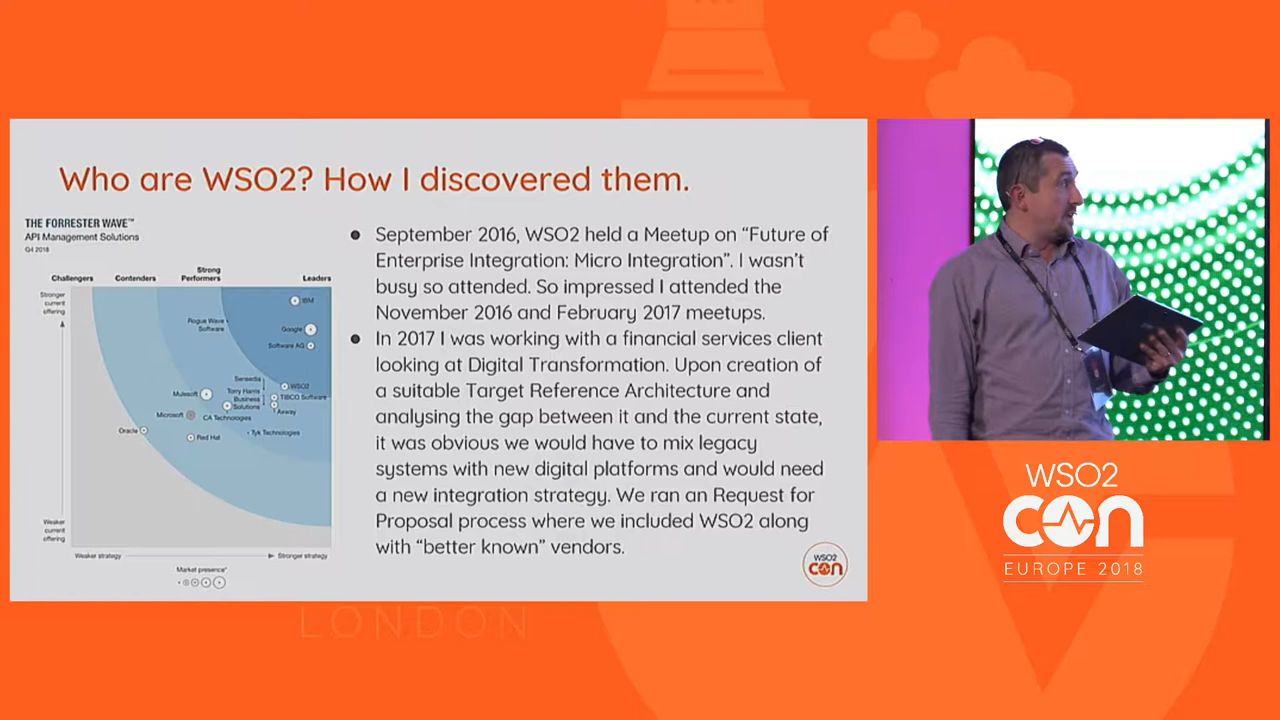 Who are WSO2? How I discovered them.
THE FORRESTER WAVE™
API Management Solutions
Q4 2018
Challengers
Contenders
Strong
Performers
Leaders
Stronger
current
offering
IBM
Rogue Wave
Software
Google
Software AG
Sensedia
WSO2
Mulesoft
Torry Harris
Business
Solutions
TIBCO Software
Axway
Microsoft
CA Technologies
Oracle
Red Hat
Tyk Technologies
Weaker
current
offering
Weaker strategy
Stronger strategy
Market presence*
• September 2016, WSO2 held a Meetup on “Future of
Enterprise Integration: Micro Integration”. I wasn’t
busy so attended. So impressed I attended the
November 2016 and February 2017 meetups.
• In 2017 I was working with a financial services client
looking at Digital Transformation. Upon creation of
a suitable Target Reference Architecture and
analysing the gap between it and the current state,
it was obvious we would have to mix legacy
systems with new digital platforms and would need
a new integration strategy. We ran an Request for
Proposal process where we included WSO2 along
with “better known” vendors.
WSO2
CON
WSO2
CON
EUROPE 2018
LONDON